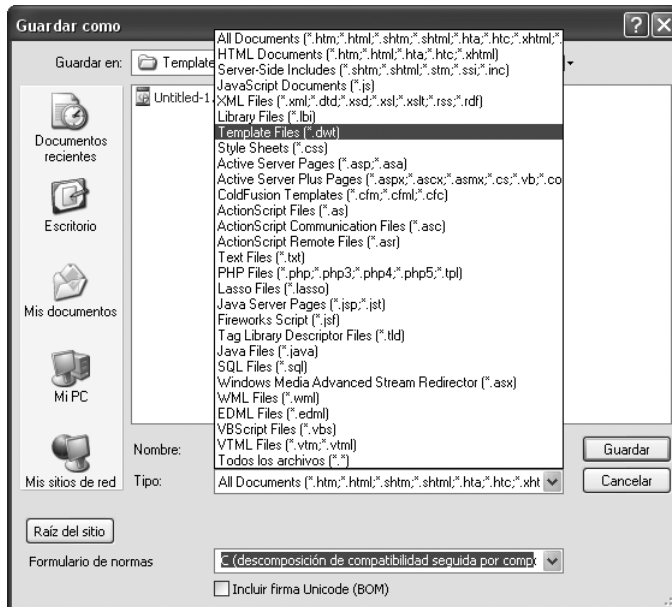 Guardar como
Guardar en:
Template
Documentos
recientes
Escritorio
Mis documentos
Mi PC
Mis sitios de red
Untitled-1
All Documents (*.htm;*.html;*.shtm;*.shtml;*.hta;*.htc;*.xhtml;*.
HTML Documents (*.htm;*.html;*.hta;*.htc;*.xhtml)
Server-Side Includes (*.shtm;*.shtml;*.stm;*.ssi;*.inc)
JavaScript Documents (*.js)
XML Files (*.xml;*.dtd;*.xsd;*.xsl;*.xslt;*.rss;*.rdf)
Library Files (*.lbi)
Template Files (*.dwt)
Style Sheets (*.css)
Active Server Pages (*.asp;*.asa)
Active Server Plus Pages (*.aspx;*.ascx;*.asmx;*.cs;*.vb;*.co
ColdFusion Templates (*.cfm;*.cfml;*.cfc)
ActionScript Files (*.as)
ActionScript Communication Files (*.asc)
ActionScript Remote Files (*.asr)
Text Files (*.txt)
PHP Files (*.php;*.php3;*.php4;*.php5;*.tpl)
Lasso Files (*.lasso)
Java Server Pages (*.jsp;*.jst)
Fireworks Script (*.jsf)
Tag Library Descriptor Files (*.tld)
Java Files (*.java)
SQL Files (*.sql)
Windows Media Advanced Stream Redirector (*.asx)
WML Files (*.wml)
EDML Files (*.edml)
VBScript Files (*.vbs)
VTML Files (*.vtm;*.vtml)
Todos los archivos (*.*)
Nombre:
Guardar
Tipo:
All Documents (*.htm;*.html;*.shtm;*.shtml;*.hta;*.htc;*.xht
Cancelar
Raíz del sitio
Formulario de normas
C (descomposición de compatibilidad seguida por comp
Incluir firma Unicode (BOM)